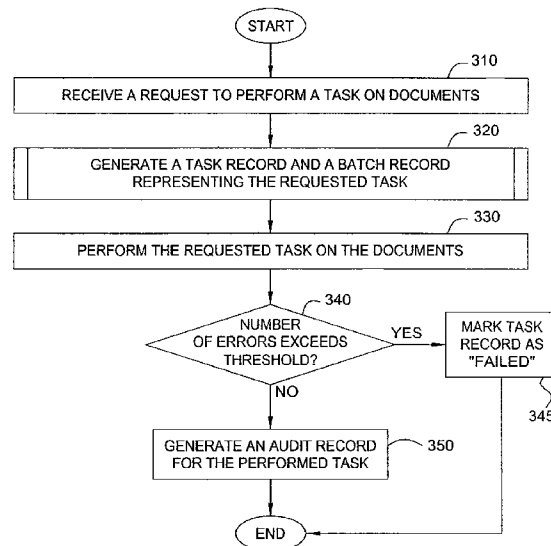 START
310
RECEIVE A REQUEST TO PERFORM A TASK ON DOCUMENTS
320
GENERATE A TASK RECORD AND A BATCH RECORD
REPRESENTING THE REQUESTED TASK
330
PERFORM THE REQUESTED TASK ON THE DOCUMENTS
340
NUMBER
OF ERRORS EXCEEDS
THRESHOLD?
YES
MARK TASK
RECORD AS
"FAILED"
345
NO
GENERATE AN AUDIT RECORD
FOR THE PERFORMED TASK
350
END